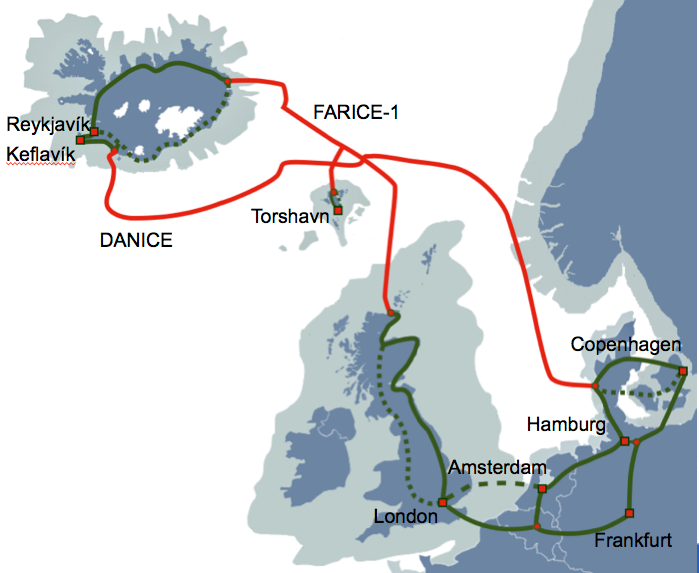 FARICE-1
Reykjavík
Keflavík
Torshavn
DANICE
Copenhagen
Hamburg
Amsterdam
London
Frankfurt